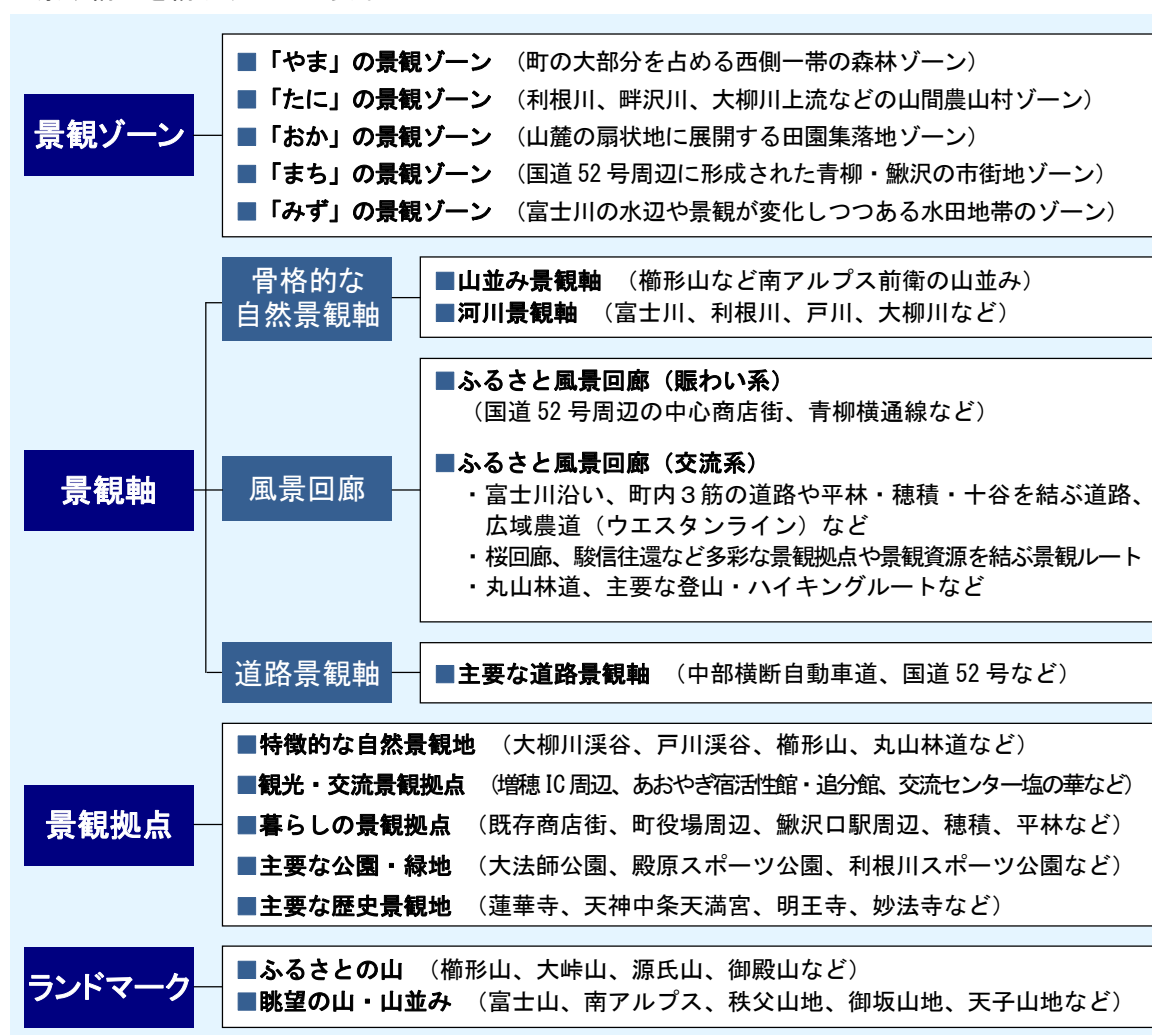 景観ゾーン
■「やま」の景観ゾーン （町の大部分を占める西側一帯の森林ゾーン）
■「たに」の景観ゾーン （利根川、畔沢川、大柳川上流などの山間農山村ゾーン）
■「おか」の景観ゾーン （山麓の扇状地に展開する田園集落地ゾーン）
■「まち」の景観ゾーン （国道52号周辺に形成された青柳・鰍沢の市街地ゾーン）
■「みず」の景観ゾーン （富士川の水辺や景観が変化しつつある水田地帯のゾーン）
景観軸
骨格的な
自然景観軸
■山並み景観軸 （櫛形山など南アルプス前衛の山並み）
■河川景観軸 （富士川、利根川、戸川、大柳川など）
風景回廊
■ふるさと風景回廊（賑わい系）
（国道52号周辺の中心商店街、青柳横通線など）
■ふるさと風景回廊（交流系）
・富士川沿い、町内３筋の道路や平林・穂積・十谷を結ぶ道路、
広域農道（ウエスタンライン）など
・桜回廊、駿信往還など多彩な景観拠点や景観資源を結ぶ景観ルート
・丸山林道、主要な登山・ハイキングルートなど
道路景観軸
■主要な道路景観軸 （中部横断自動車道、国道52号など）
景観拠点
■特徴的な自然景観地 （大柳川渓谷、戸川渓谷、櫛形山、丸山林道など）
■観光・交流景観拠点 （増穂IC周辺、あおやぎ宿活性館・追分館、交流センター塩の華など）
■暮らしの景観拠点 （既存商店街、町役場周辺、鰍沢口駅周辺、穂積、平林など）
■主要な公園・緑地 （大法師公園、殿原スポーツ公園、利根川スポーツ公園など）
■主要な歴史景観地 （蓮華寺、天神中条天満宮、明王寺、妙法寺など）
ランドマーク
■ふるさとの山 （櫛形山、大峠山、源氏山、御殿山など）
■眺望の山・山並み （富士山、南アルプス、秩父山地、御坂山地、天子山地など）